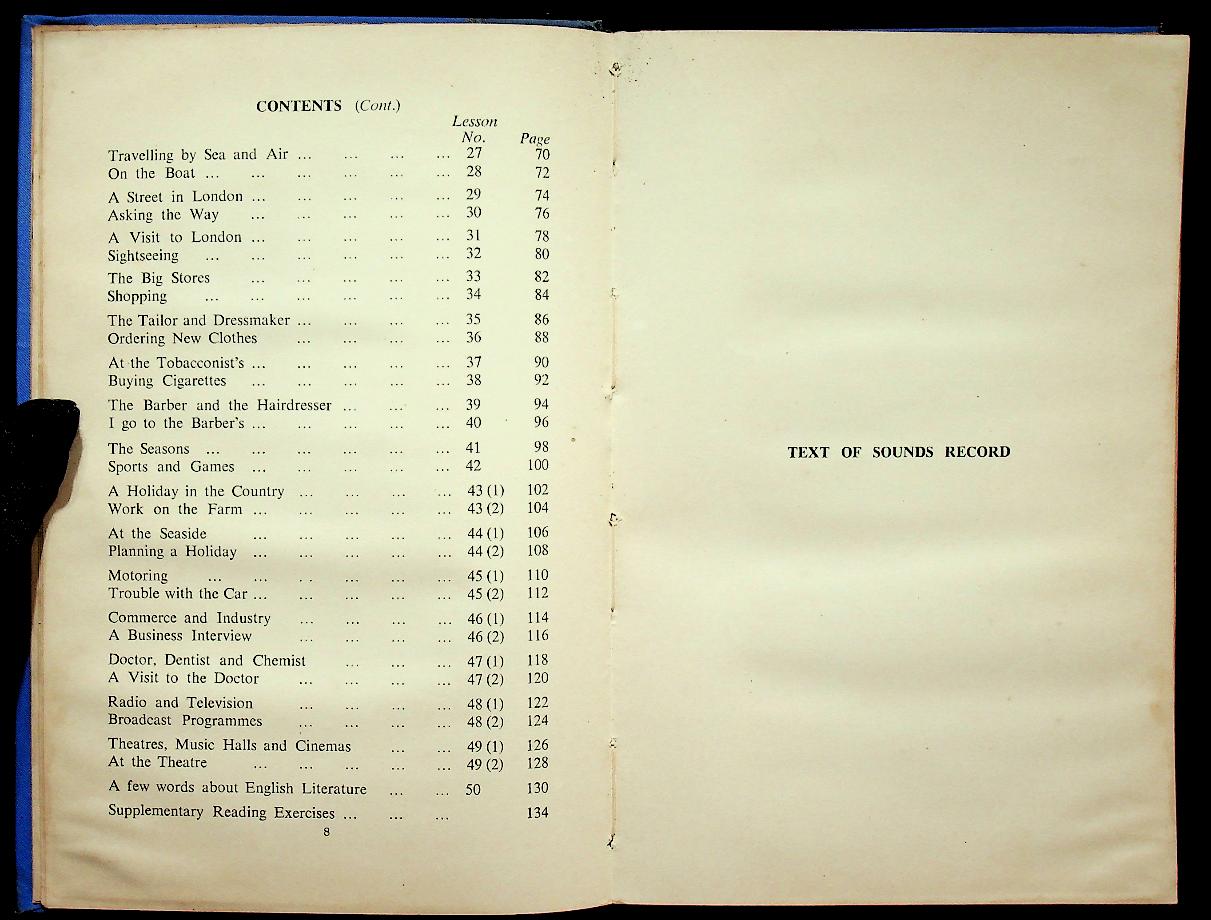 CONTENTS (Cont.)
Lesson
No. Page
Travelling by Sea and Air ... ... ... ... 27 70
On the Boat ... ... ... ... ... ... 28 72
A Street in London ... ... ... ... ... 29 74
Asking the Way ... ... ... ... ... 30 76
A Visit to London ... ... ... ... ... 31 78
Sightseeing ... ... ... ... ... ... 32 80
The Big Stores ... ... ... ... ... 33 82
Shopping ... ... ... ... ... ... 34 84
The Tailor and Dressmaker ... ... ... ... 35 86
Ordering New Clothes ... ... ... ... 36 88
At the Tobacconist's ... ... ... ... ... 37 90
Buying Cigarettes ... ... ... ... ... 38 92
The Barber and the Hairdresser ... ... ... 39 94
I go to the Barber's ... ... ... ... ... 40 96
The Seasons ... ... ... ... ... ... 41 98
Sports and Games ... ... ... ... ... 42 100
A Holiday in the Country ... ... ... ... 43 (1) 102
Work on the Farm ... ... ... ... ... 43 (2) 104
At the Seaside ... ... ... ... ... 44 (1) 106
Planning a Holiday ... ... ... ... ... 44 (2) 108
Motoring ... ... ... ... ... ... 45 (1) 110
Trouble with the Car ... ... ... ... ... 45 (2) 112
Commerce and Industry ... ... ... ... 46 (1) 114
A Business Interview ... ... ... ... 46 (2) 116
Doctor, Dentist and Chemist ... ... ... 47 (1) 118
A Visit to the Doctor ... ... ... ... 47 (2) 120
Radio and Television ... ... ... ... 48 (1) 122
Broadcast Programmes ... ... ... ... 48 (2) 124
Theatres, Music Halls and Cinemas ... ... 49 (1) 126
At the Theatre ... ... ... ... ... 49 (2) 128
A few words about English Literature ... ... 50 130
Supplementary Reading Exercises ... ... ... 134
8
TEXT OF SOUNDS RECORD